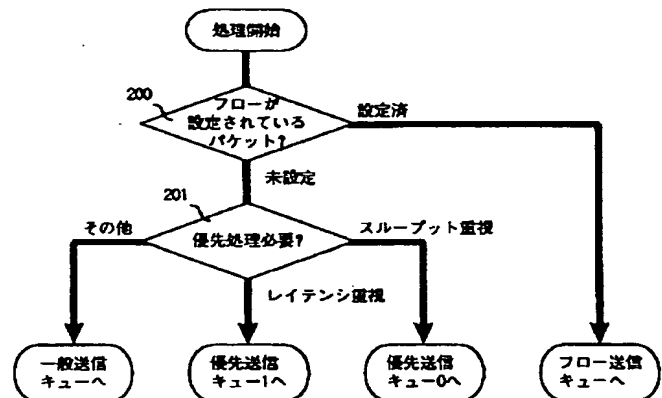 処理開始
200
フローが
設定されている
パケット?
設定済
未設定
201
優先処理必要?
その他
スループット重視
レイテンシ重視
一般送信
キューへ
優先送信
キュー1へ
優先送信
キュー0へ
フロー送信
キューへ